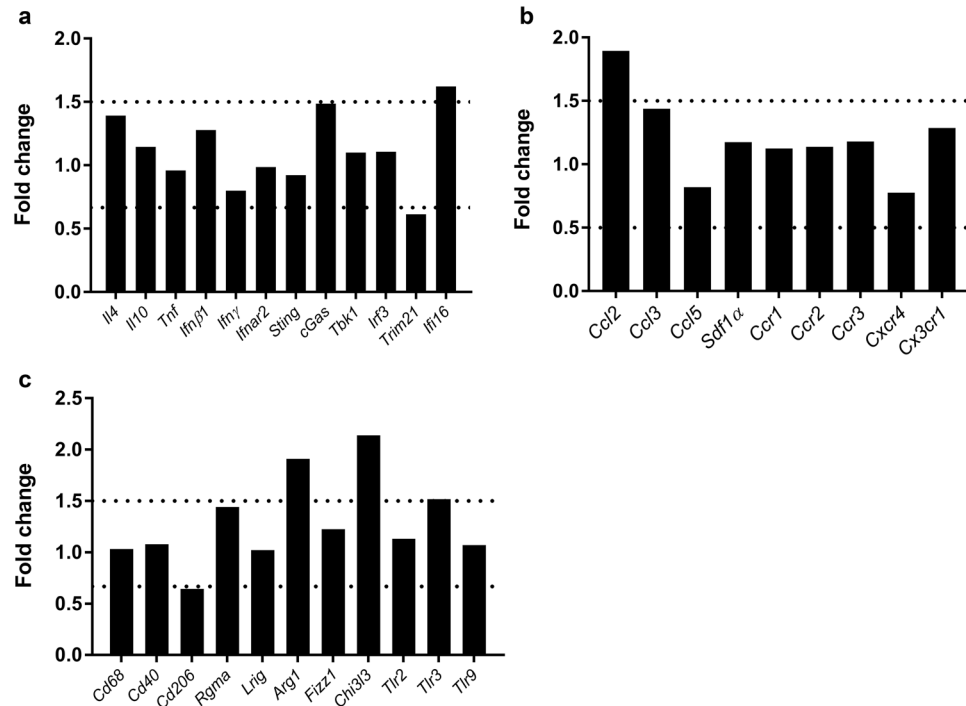 a
Fold change
2.0
1.5
1.0
0.5
0.0
Il4 Il10 Tnf Ifnβ1 Ifnγ Ifnar2 Sting cGas Tbk1 Irf3 Trim21 Ifi16
b
Fold change
2.0
1.5
1.0
0.5
0.0
Ccl2 Ccl3 Ccl5 Sdf1α Ccr1 Ccr2 Ccr3 Cxcr4 Cx3cr1
c
Fold change
2.5
2.0
1.5
1.0
0.5
0.0
Cd68 Cd40 Cd206 Rgma Lrig Arg1 Fizz1 Chi3l3 Tlr2 Tlr3 Tlr9